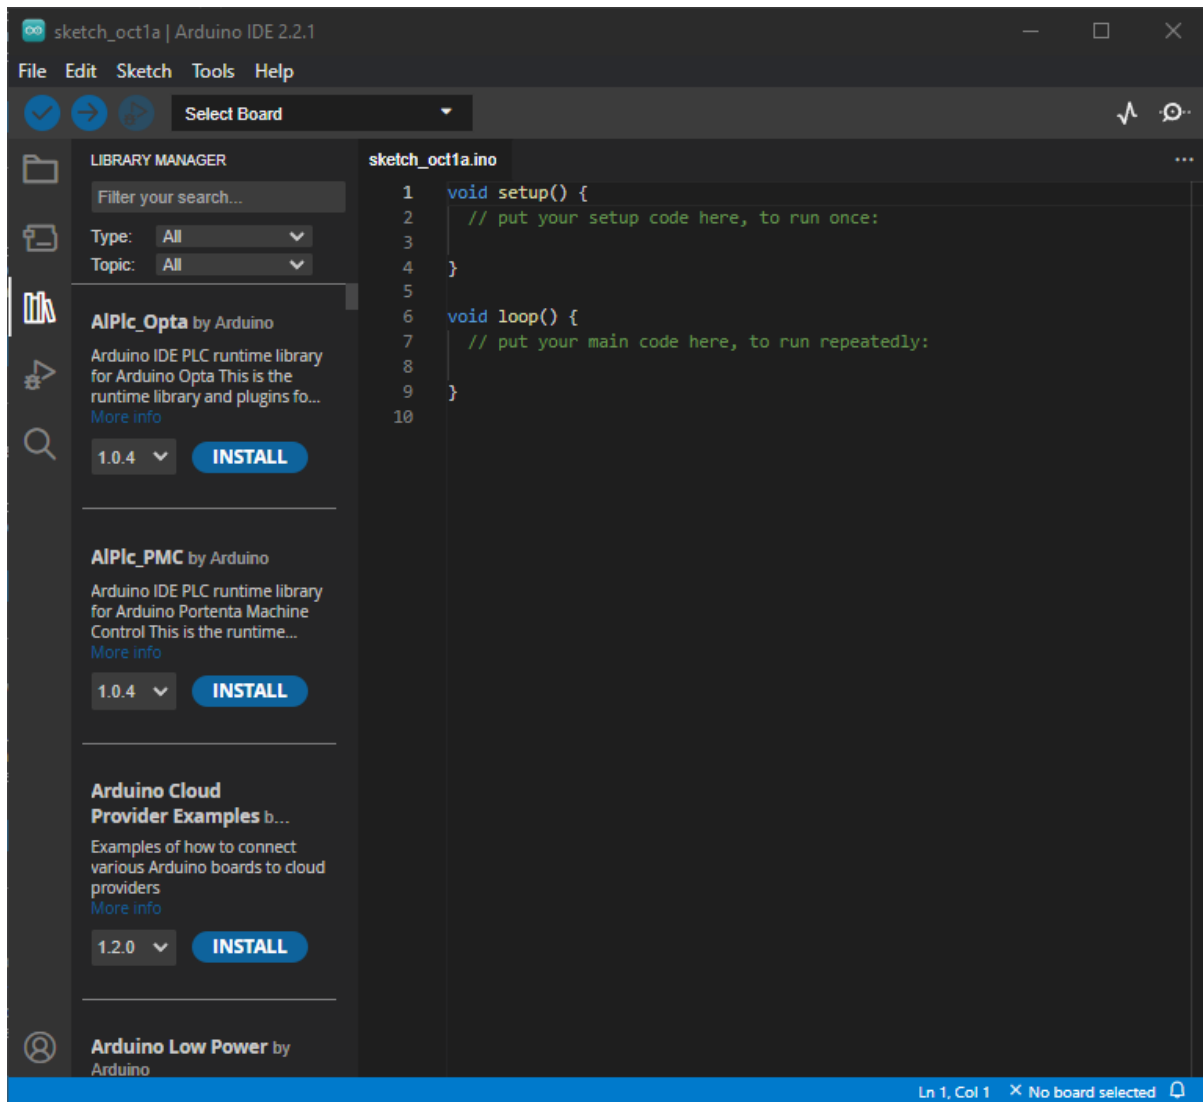 sketch_oct1a | Arduino IDE 2.2.1
File Edit Sketch Tools Help
Select Board
LIBRARY MANAGER
Filter your search...
Type: All
Topic: All
AlPlc_Opta by Arduino
Arduino IDE PLC runtime library
for Arduino Opta This is the
runtime library and plugins fo...
More info
1.0.4 INSTALL
AlPlc_PMC by Arduino
Arduino IDE PLC runtime library
for Arduino Portenta Machine
Control This is the runtime...
More info
1.0.4 INSTALL
Arduino Cloud
Provider Examples b...
Examples of how to connect
various Arduino boards to cloud
providers
More info
1.2.0 INSTALL
Arduino Low Power by
Arduino
sketch_oct1a.ino
1 void setup() {
2 // put your setup code here, to run once:
3
4 }
5
6 void loop() {
7 // put your main code here, to run repeatedly:
8
9 }
10
Ln 1, Col 1 × No board selected